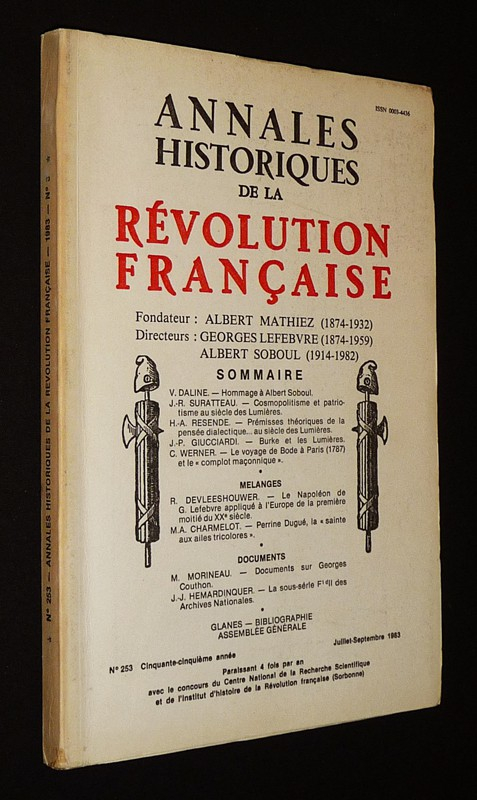 ISSN 0003-4436
ANNALES
HISTORIQUES
DE LA
RÉVOLUTION
FRANÇAISE
Fondateur : ALBERT MATHIEZ (1874-1932)
Directeurs : GEORGES LEFEBVRE (1874-1959)
ALBERT SOBOUL (1914-1982)
SOMMAIRE
V. DALINE. — Hommage à Albert Soboul.
J.-R. SURATTEAU. — Cosmopolitisme et patrio-
tisme au siècle des Lumières.
H.-A. RESENDE. — Prémisses théoriques de la
pensée dialectique... au siècle des Lumières.
J.-P. GIUCCIARDI. — Burke et les Lumières.
C. WERNER. — Le voyage de Bode à Paris (1787)
et le « complot maçonnique ».
MELANGES
R. DEVLEESHOUWER. — Le Napoléon de
G. Lefebvre appliqué à l'Europe de la première
moitié du XXe siècle.
M.A. CHARMELOT. — Perrine Dugué, la « sainte
aux ailes tricolores ».
DOCUMENTS
M. MORINEAU. — Documents sur Georges
Couthon.
J.-J. HEMARDINQUER. — La sous-série F1eII des
Archives Nationales.
GLANES — BIBLIOGRAPHIE
ASSEMBLÉE GÉNÉRALE
N° 253 Cinquante-cinquième année
Juillet-Septembre 1983
Paraissant 4 fois par an
avec le concours du Centre National de la Recherche Scientifique
et de l'Institut d'histoire de la Révolution française (Sorbonne)
N° 253 — ANNALES HISTORIQUES DE LA RÉVOLUTION FRANÇAISE — 1983 — N° 3